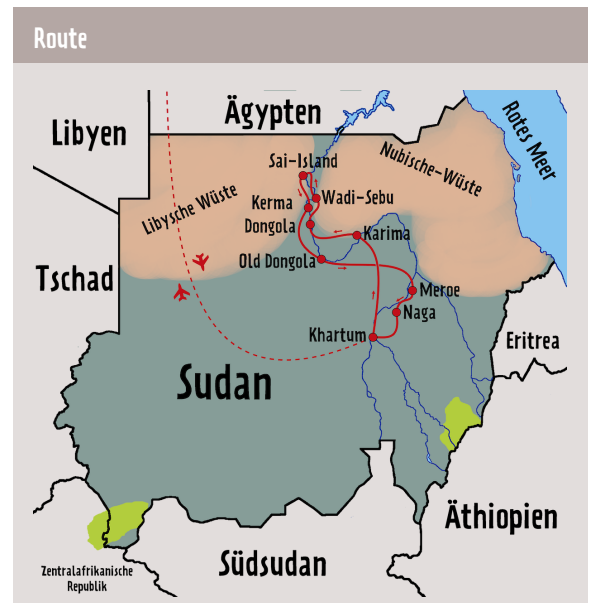 Route
Ägypten
Libyen
Rotes Meer
Nubische-Wüste
Sai-Island
Libysche Wüste
Wadi-Sebu
Kerma
Dongola
Karima
Old Dongola
Tschad
Meroe
Naga
Khartum
Eritrea
Sudan
Äthiopien
Südsudan
Zentralafrikanische
Republik